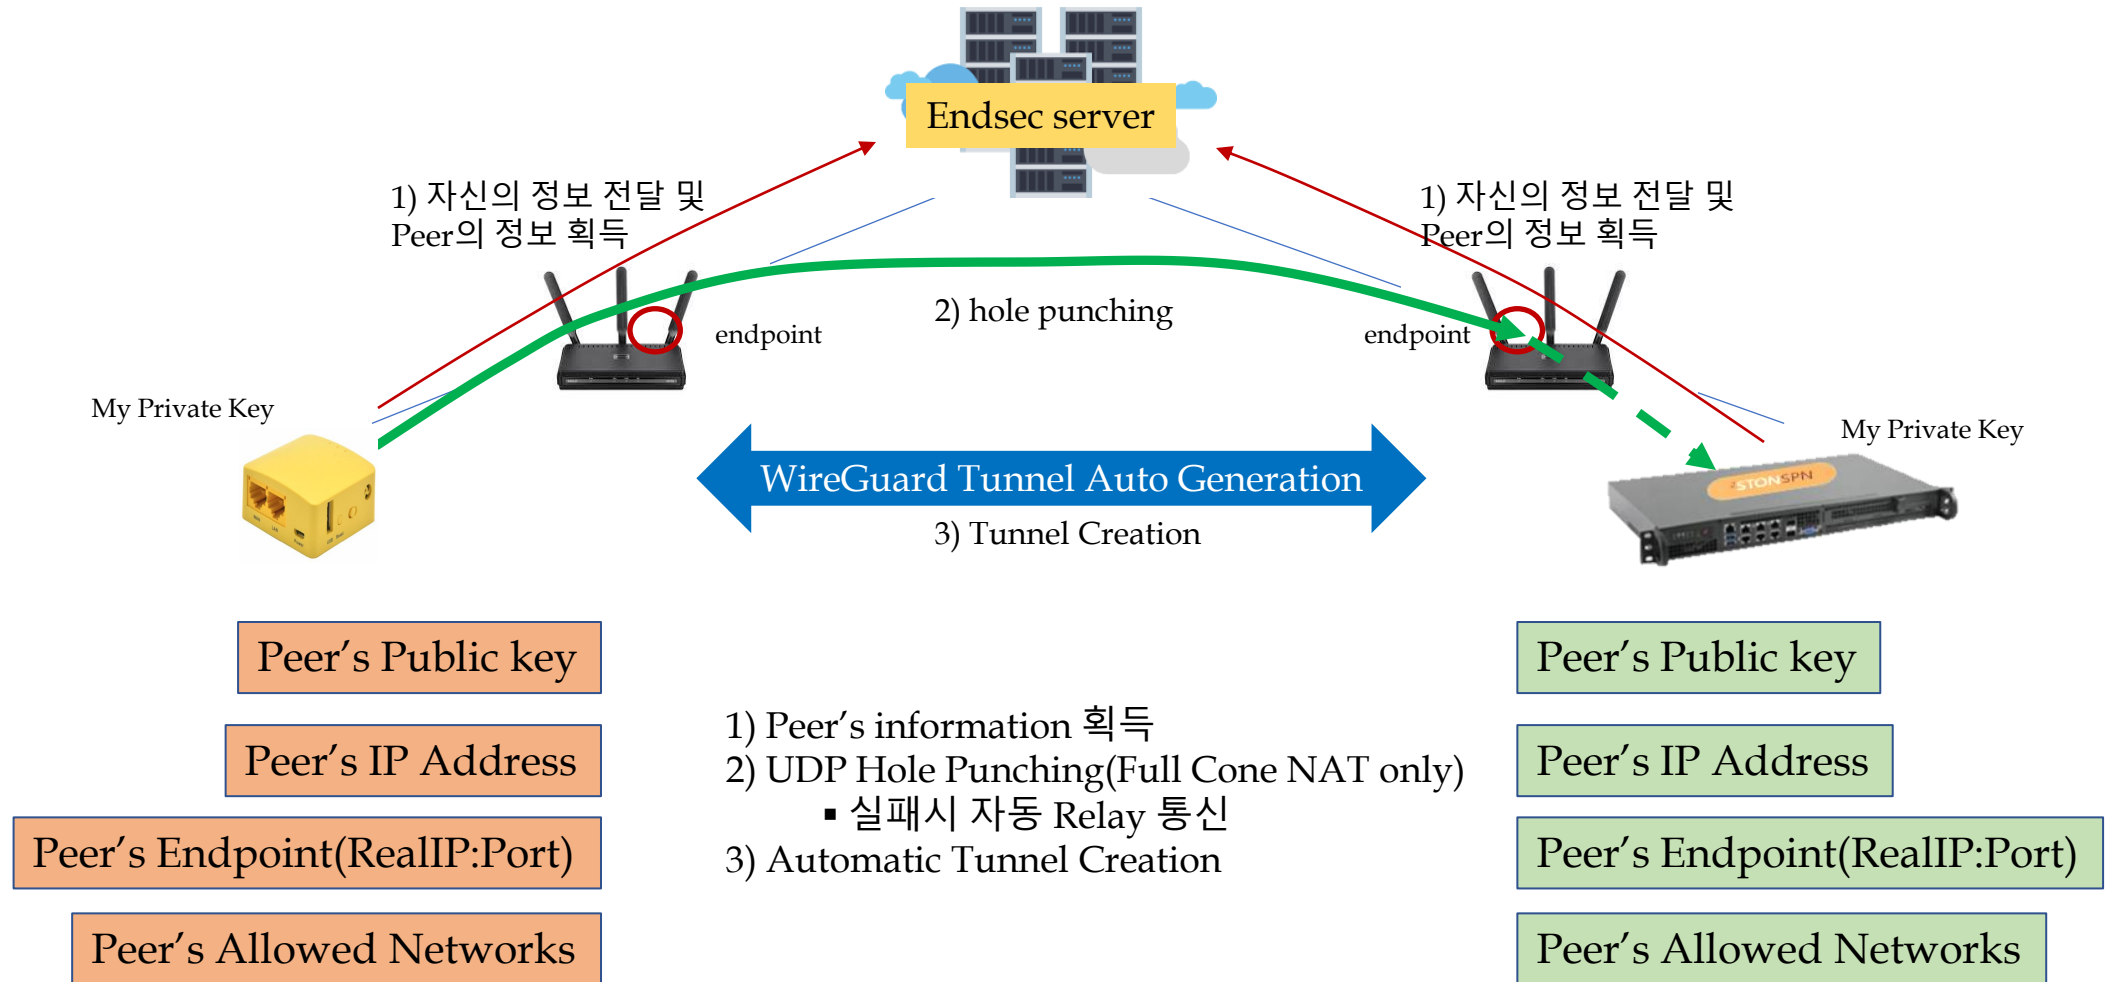 Endsec server
1) 자신의 정보 전달 및
Peer의 정보 획득
1) 자신의 정보 전달 및
Peer의 정보 획득
2) hole punching
endpoint
endpoint
My Private Key
My Private Key
WireGuard Tunnel Auto Generation
3) Tunnel Creation
STONSPN
Peer's Public key
Peer's IP Address
Peer's Endpoint(RealIP:Port)
Peer's Allowed Networks
1) Peer's information 획득
2) UDP Hole Punching(Full Cone NAT only)
▪ 실패시 자동 Relay 통신
3) Automatic Tunnel Creation
Peer's Public key
Peer's IP Address
Peer's Endpoint(RealIP:Port)
Peer's Allowed Networks